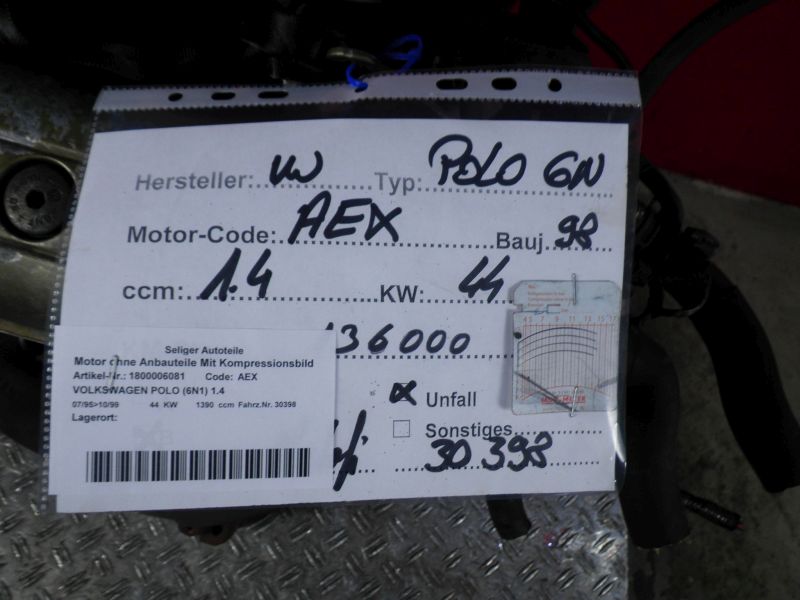 Hersteller: VW Typ: POLO 6N
Motor-Code: AEX Bauj. 98
ccm: 1.4 KW: 44
136000
Unfall
Sonstiges
30398
Seliger Autoteile
Motor ohne Anbauteile Mit Kompressionsbild
Artikel-Nr.: 1800006081 Code: AEX
VOLKSWAGEN POLO (6N1) 1.4
07/95>10/99 44 KW 1390 ccm Fahrz.Nr. 30398
Lagerort: